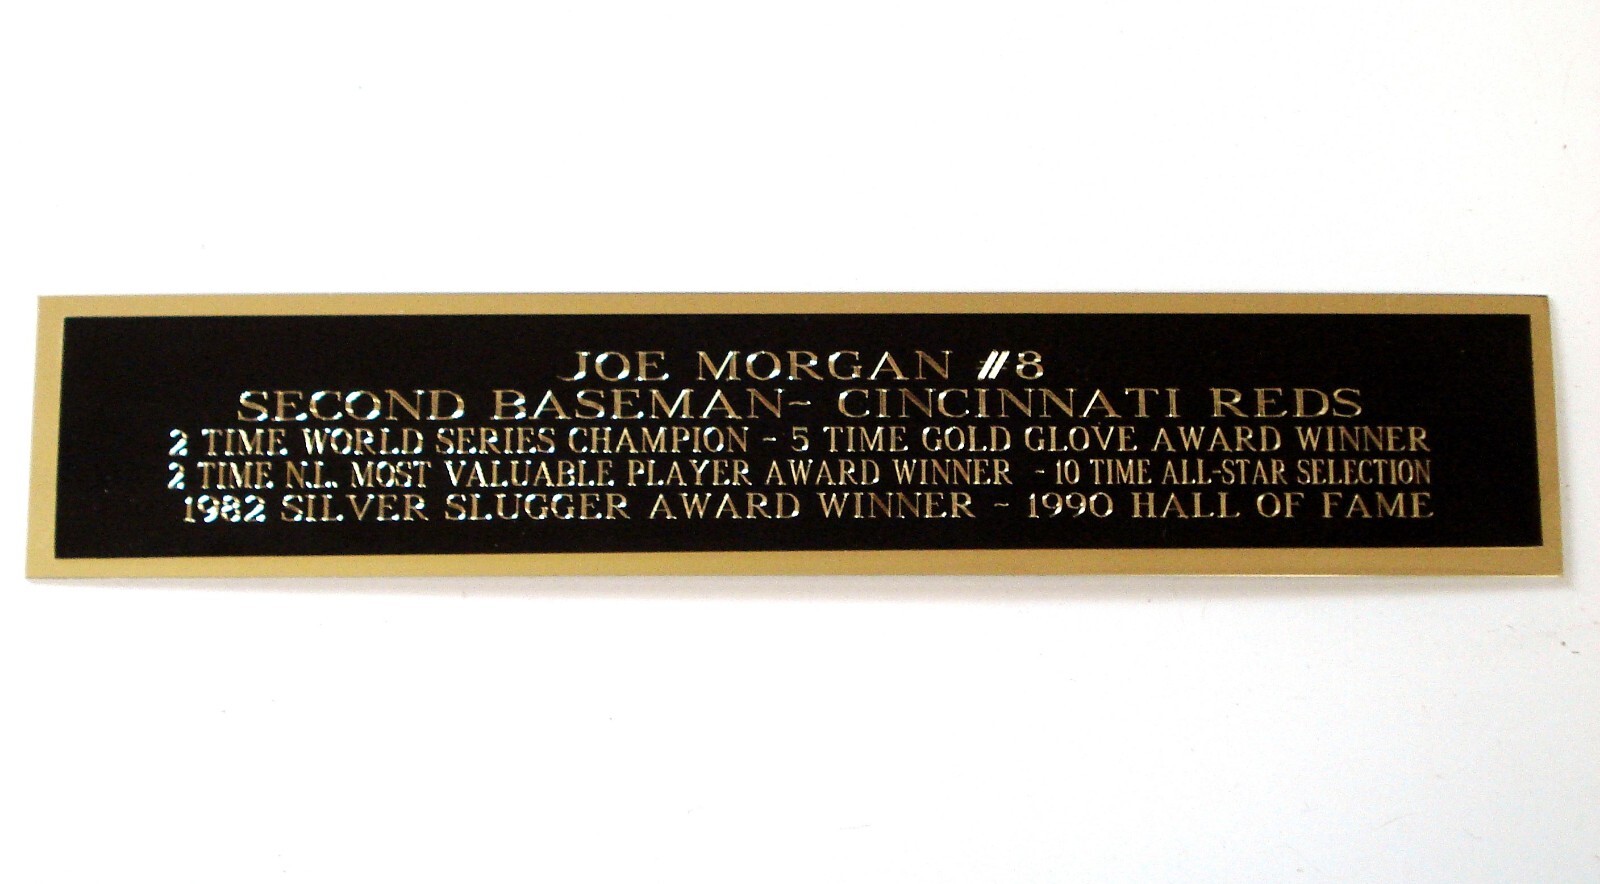 JOE MORGAN #8
SECOND BASEMAN~ CINCINNATI REDS
2 TIME WORLD SERIES CHAMPION ~ 5 TIME GOLD GLOVE AWARD WINNER
2 TIME N.L.. MOST VALUABLE PLAYER AWARD WINNER ~ 10 TIME ALL-STAR SELECTION
1982 SILVER SLUGGER AWARD WINNER ~ 1990 HALL OF FAME